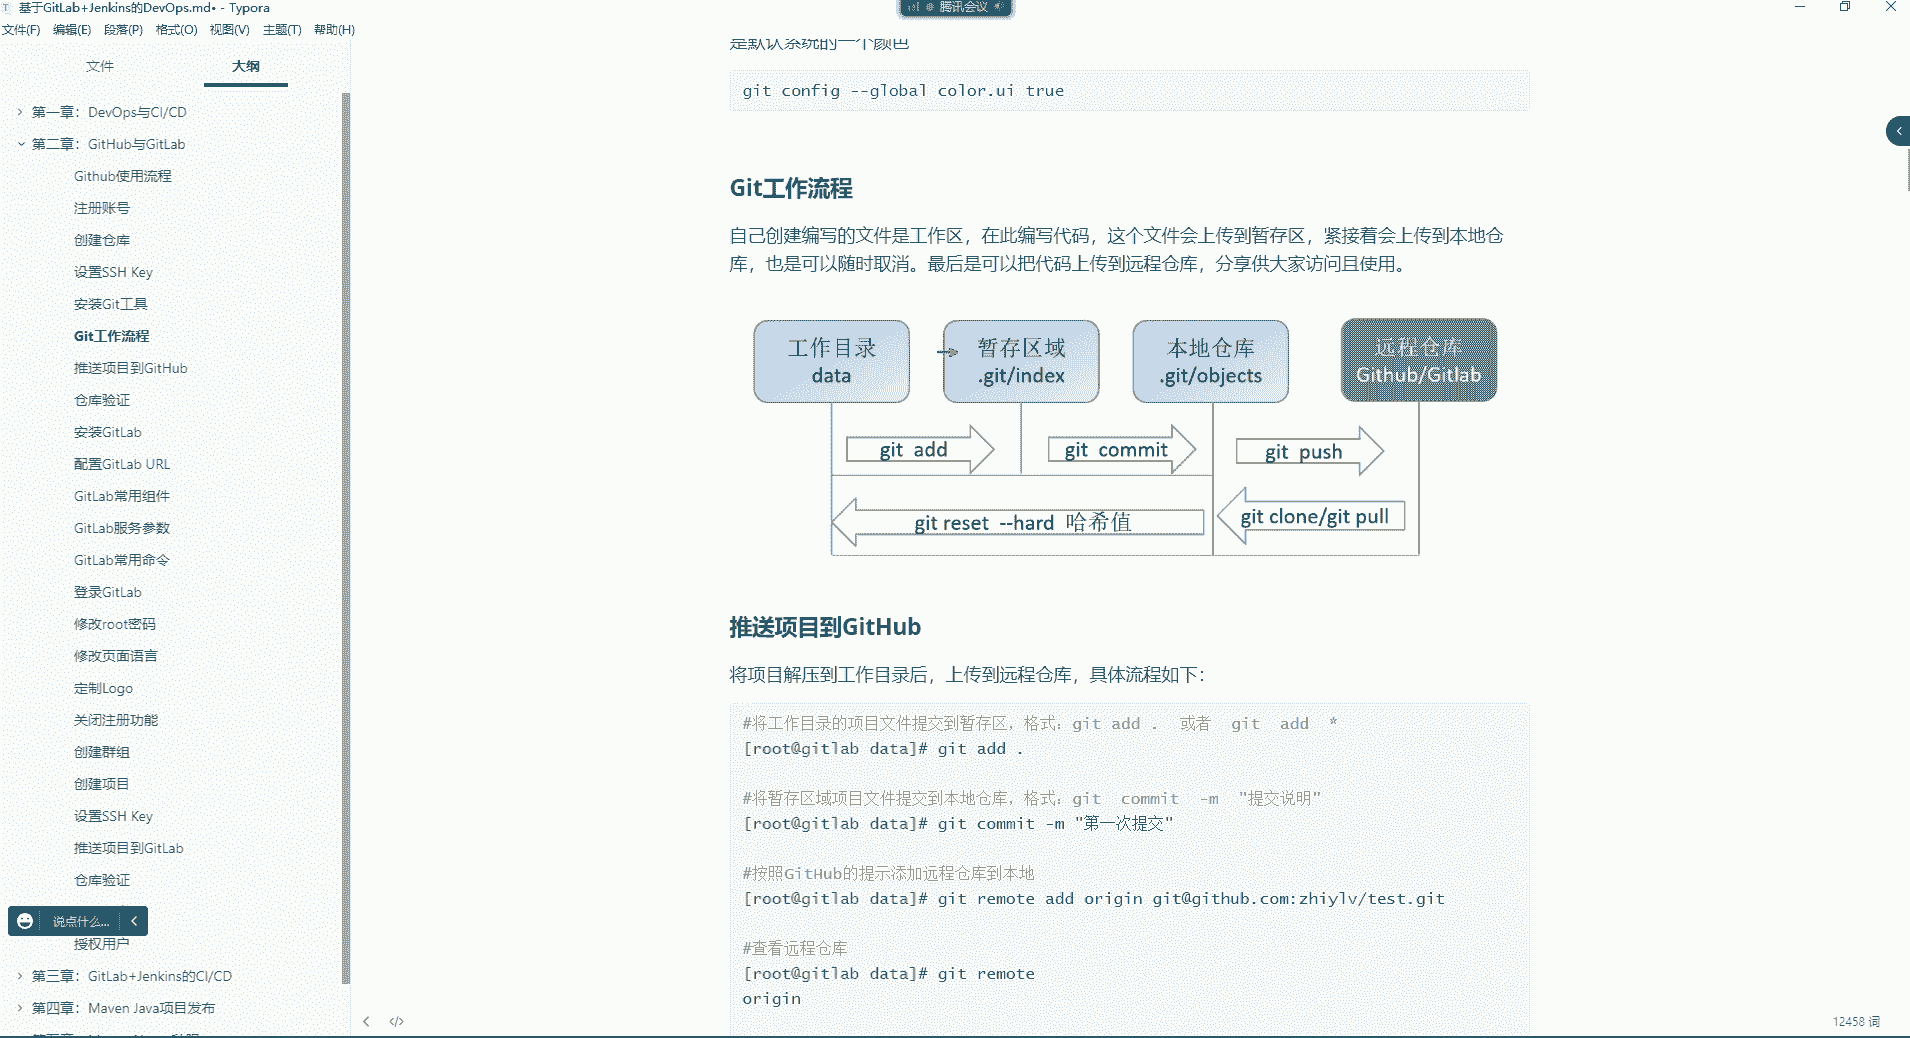 基于GitLab+Jenkins的DevOps.md• - Typora
腾讯会议
文件(F) 编辑(E) 段落(P) 格式(O) 视图(V) 主题(T) 帮助(H)
文件 大纲
第一章：DevOps与CI/CD
第二章：GitHub与GitLab
Github使用流程
注册账号
创建仓库
设置SSH Key
安装Git工具
Git工作流程
推送项目到GitHub
仓库验证
安装GitLab
配置GitLab URL
GitLab常用组件
GitLab服务参数
GitLab常用命令
登录GitLab
修改root密码
修改页面语言
定制Logo
关闭注册功能
创建群组
创建项目
设置SSH Key
推送项目到GitLab
仓库验证
说点什么...
授权用户
第三章：GitLab+Jenkins的CI/CD
第四章：Maven Java项目发布
是默认系统的一个颜色
git config --global color.ui true
Git工作流程
自己创建编写的文件是工作区，在此编写代码，这个文件会上传到暂存区，紧接着会上传到本地仓
库，也是可以随时取消。最后是可以把代码上传到远程仓库，分享供大家访问且使用。
工作目录 暂存区域 本地仓库 远程仓库
data .git/index .git/objects Github/Gitlab
git add git commit git push
git reset --hard 哈希值 git clone/git pull
推送项目到GitHub
将项目解压到工作目录后，上传到远程仓库，具体流程如下：
#将工作目录的项目文件提交到暂存区，格式：git add . 或者 git add *
[root@gitlab data]# git add .
#将暂存区域项目文件提交到本地仓库，格式：git commit -m "提交说明"
[root@gitlab data]# git commit -m "第一次提交"
#按照GitHub的提示添加远程仓库到本地
[root@gitlab data]# git remote add origin git@github.com:zhiylv/test.git
#查看远程仓库
[root@gitlab data]# git remote
origin
12458 词